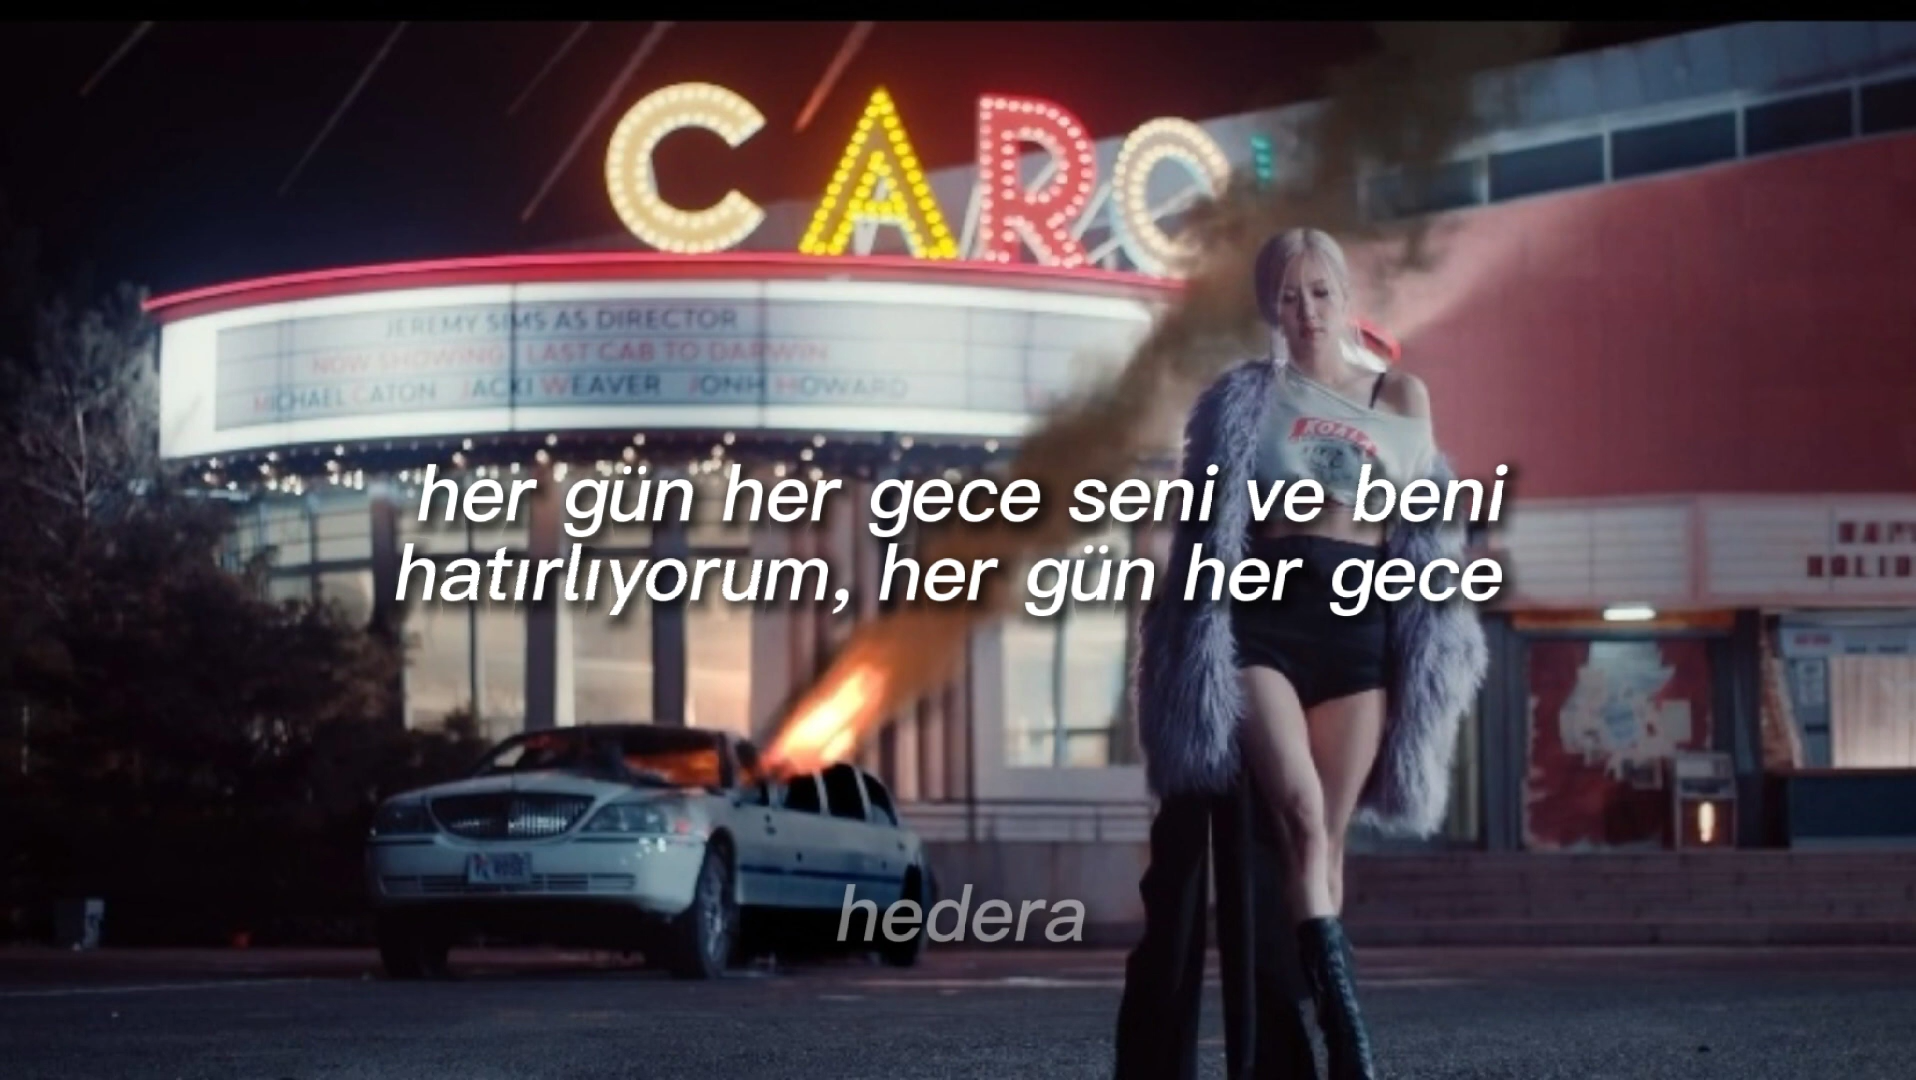 CARO
JEREMY SIMS AS DIRECTOR
NOW SHOWING LAST CAB TO DARWIN
MICHAEL CATON JACKI WEAVER JONH HOWARD
KOALA
her gün her gece seni ve beni
hatırlıyorum, her gün her gece
hedera